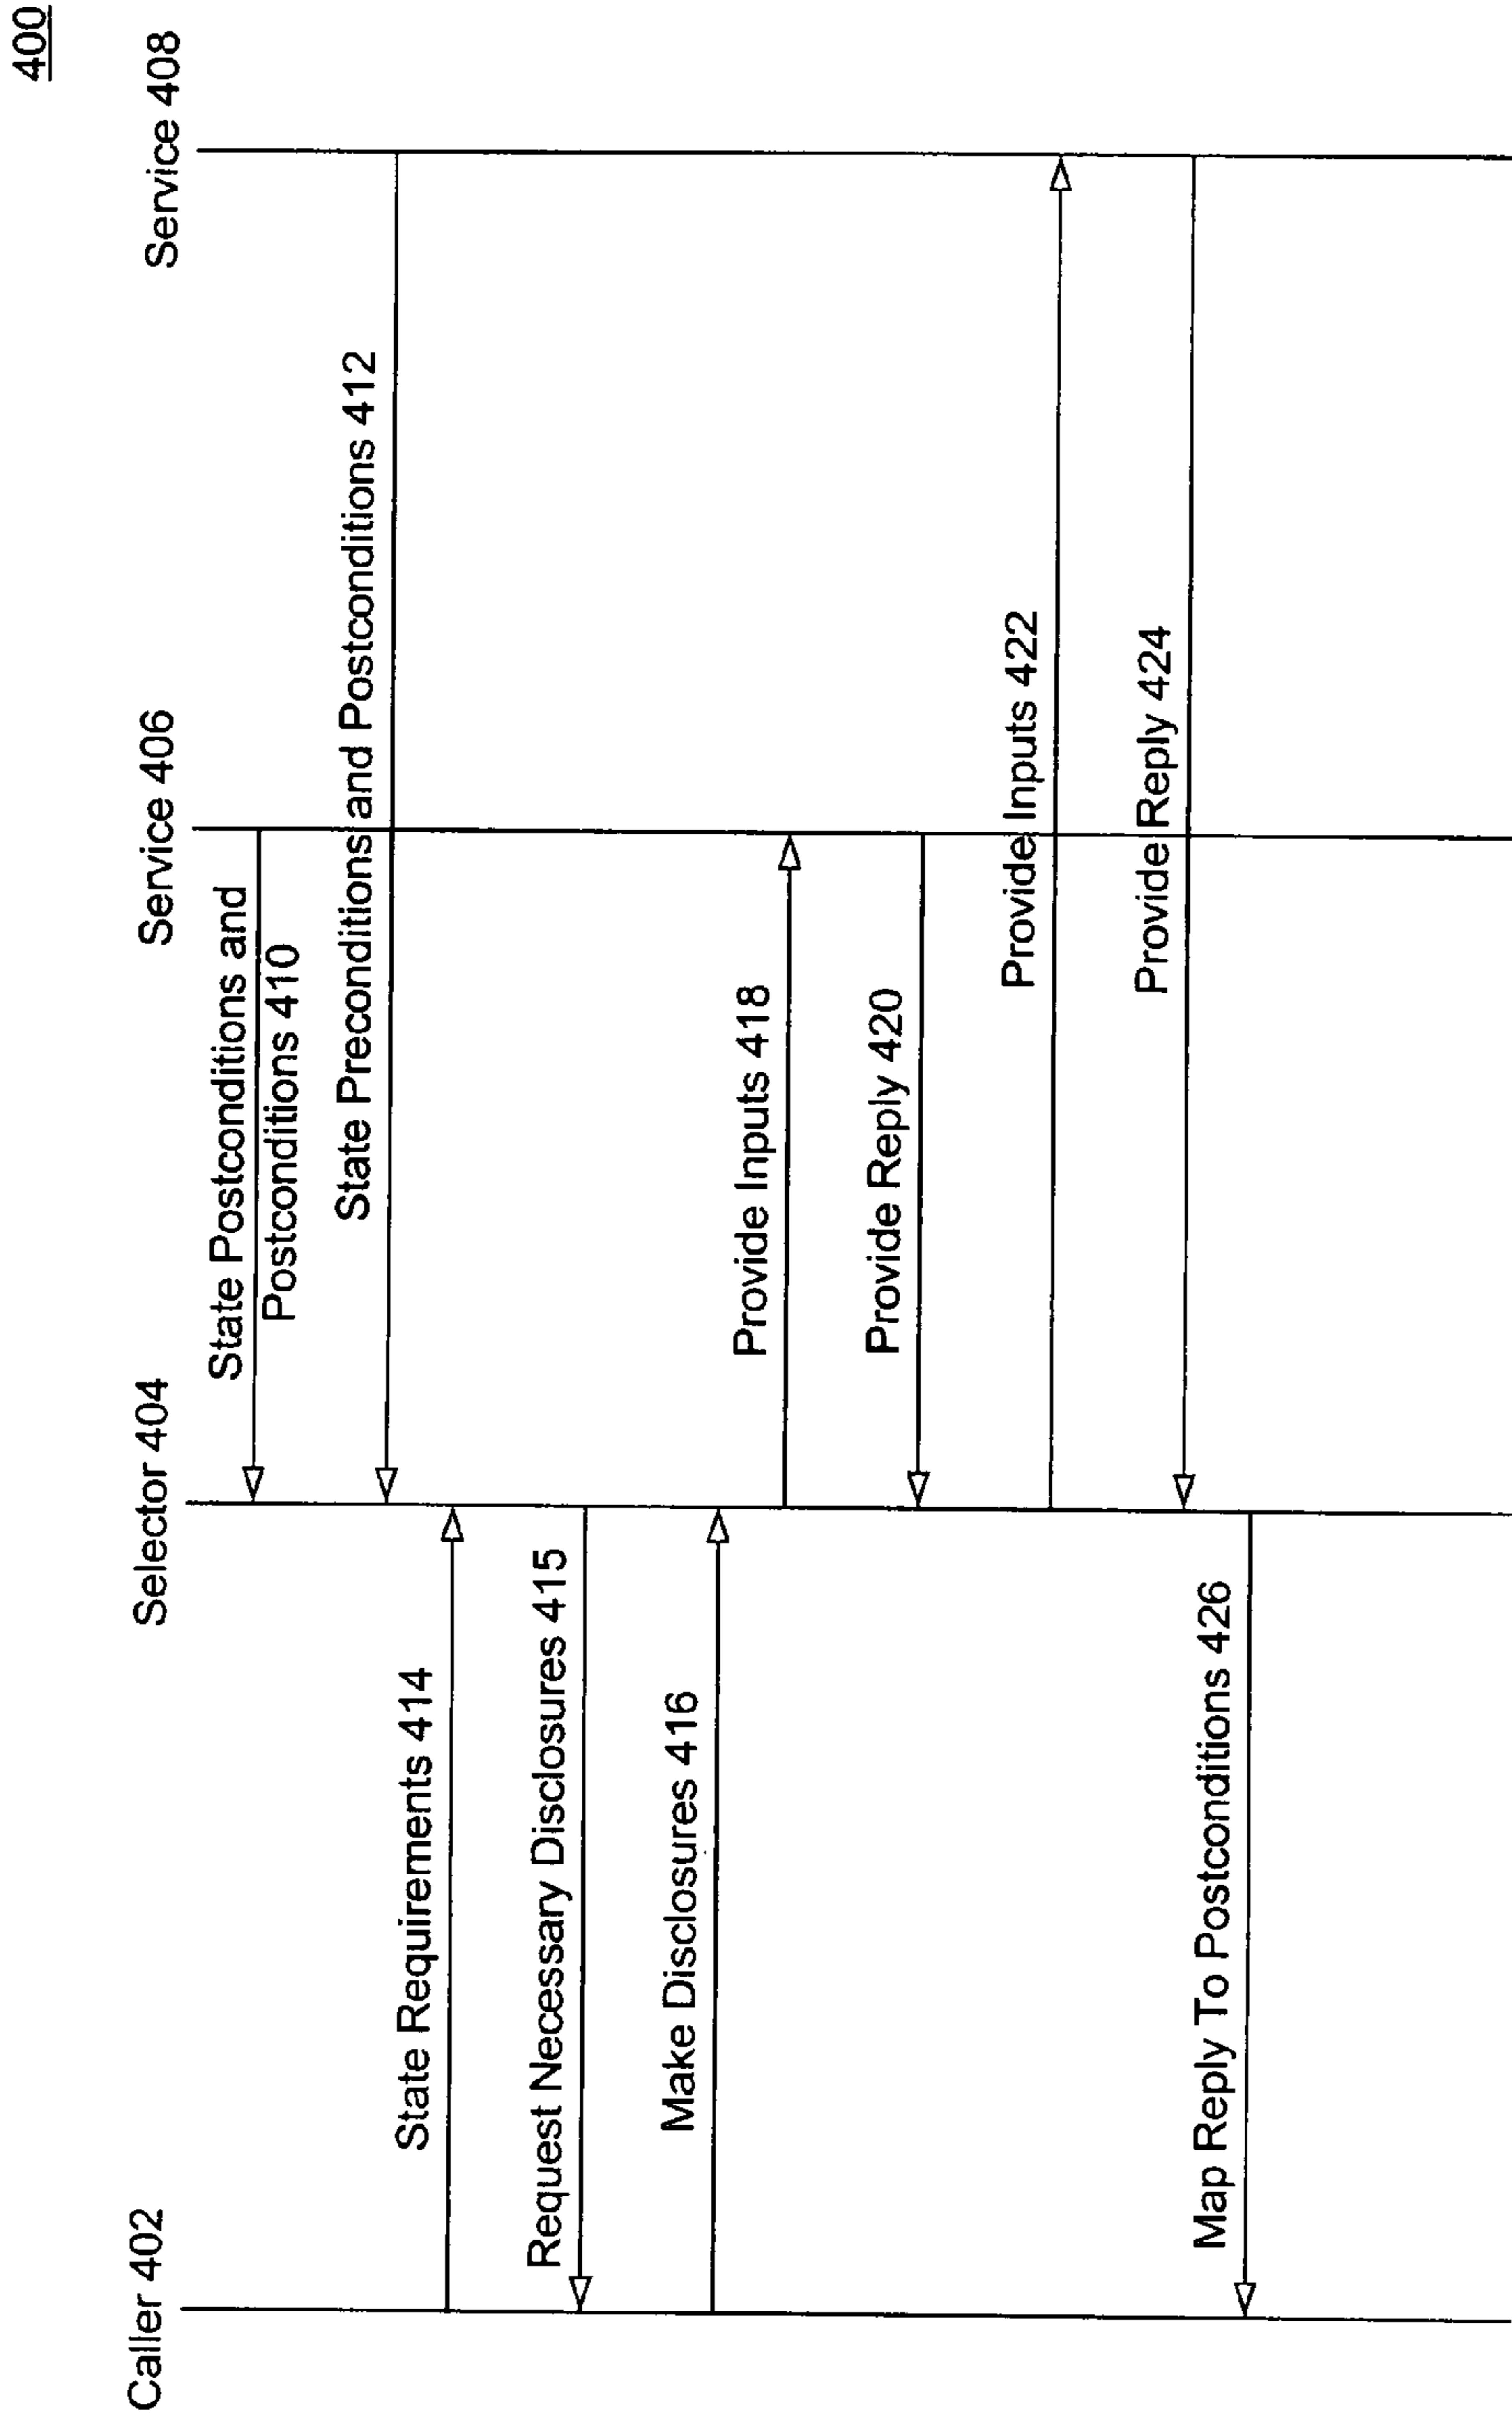 400
Caller 402
Selector 404
Service 406
Service 408
State Postconditions and
Postconditions 410
State Preconditions and Postconditions 412
State Requirements 414
Request Necessary Disclosures 415
Make Disclosures 416
Provide Inputs 418
Provide Reply 420
Provide Inputs 422
Provide Reply 424
Map Reply To Postconditions 426